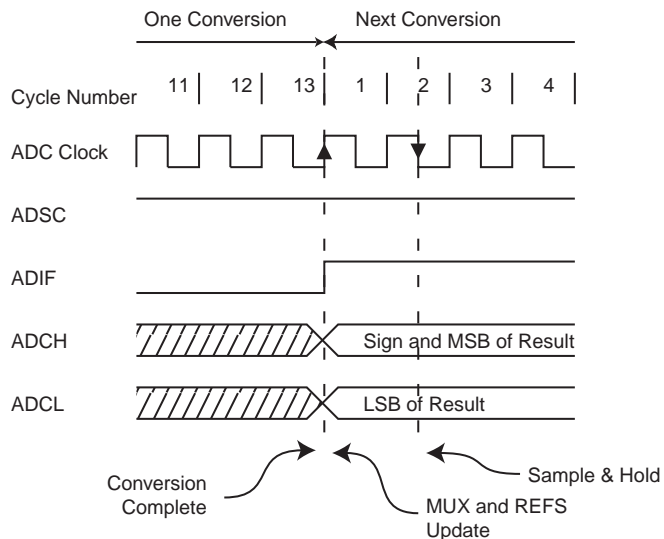 One Conversion Next Conversion
Cycle Number 11 12 13 1 2 3 4
ADC Clock
ADSC
ADIF
ADCH Sign and MSB of Result
ADCL LSB of Result
Conversion
Complete
MUX and REFS
Update
Sample & Hold